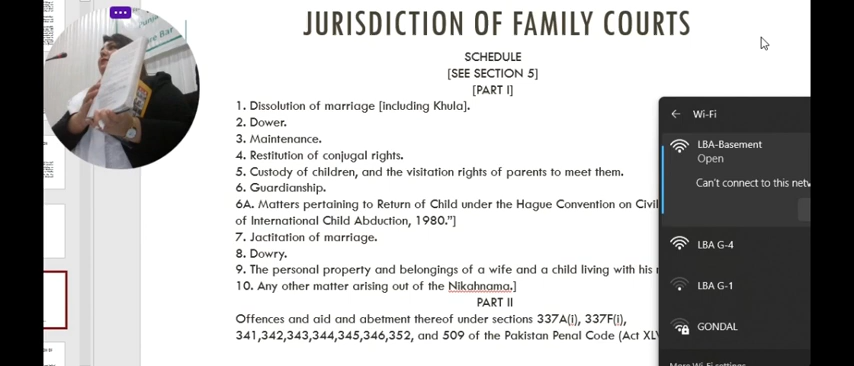 JURISDICTION OF FAMILY COURTS
SCHEDULE
[SEE SECTION 5]
[PART I]
1. Dissolution of marriage [including Khula].
2. Dower.
3. Maintenance.
4. Restitution of conjugal rights.
5. Custody of children, and the visitation rights of parents to meet them.
6. Guardianship.
6A. Matters pertaining to Return of Child under the Hague Convention on Civil
of International Child Abduction, 1980.”]
7. Jactitation of marriage.
8. Dowry.
9. The personal property and belongings of a wife and a child living with his
10. Any other matter arising out of the Nikahnama.]
PART II
Offences and aid and abetment thereof under sections 337A(i), 337F(i),
341,342,343,344,345,346,352, and 509 of the Pakistan Penal Code (Act XLV
Wi-Fi
LBA-Basement
Open
Can't connect to this
LBA G-4
LBA G-1
GONDAL
More Wi-Fi settings